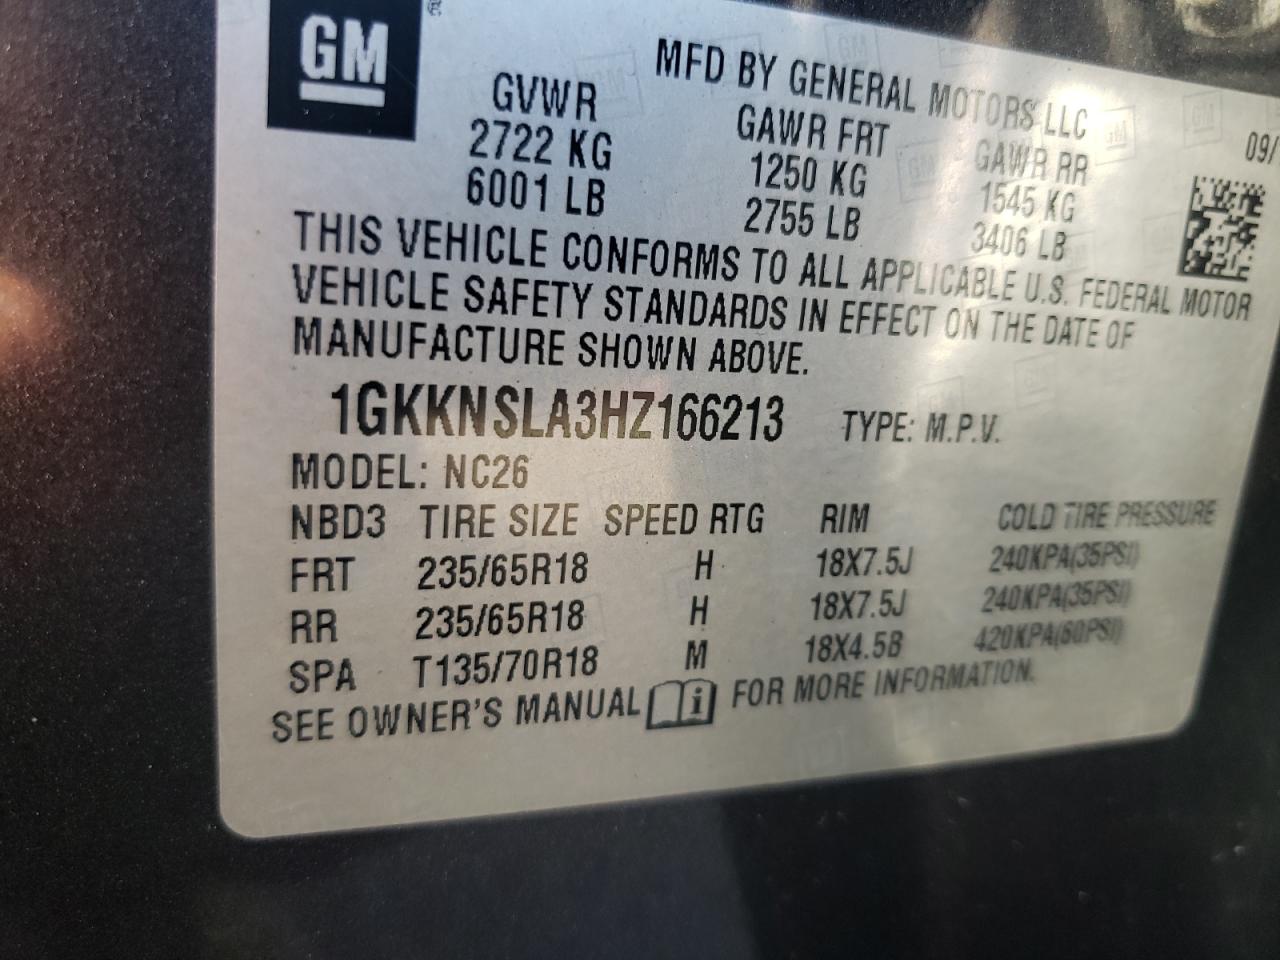 GM ®
MFD BY GENERAL MOTORS LLC
GVWR GAWR FRT GAWR RR 09/
2722 KG 1250 KG 1545 KG
6001 LB 2755 LB 3406 LB
THIS VEHICLE CONFORMS TO ALL APPLICABLE U.S. FEDERAL MOTOR
VEHICLE SAFETY STANDARDS IN EFFECT ON THE DATE OF
MANUFACTURE SHOWN ABOVE.
1GKKNSLA3HZ166213 TYPE: M.P.V.
MODEL: NC26
NBD3 TIRE SIZE SPEED RTG RIM COLD TIRE PRESSURE
FRT 235/65R18 H 18X7.5J 240KPA(35PSI)
RR 235/65R18 H 18X7.5J 240KPA(35PSI)
SPA T135/70R18 M 18X4.5B 420KPA(60PSI)
SEE OWNER'S MANUAL i FOR MORE INFORMATION.